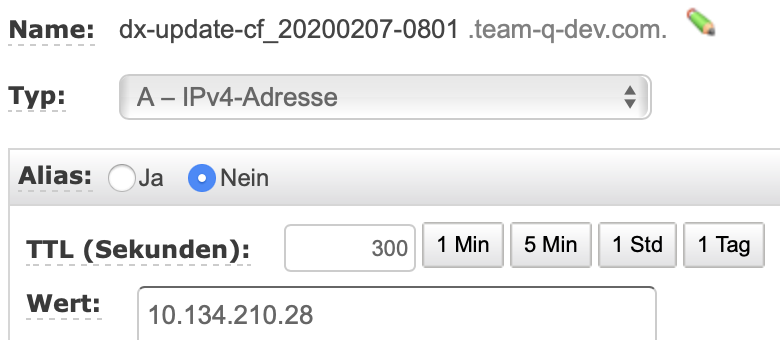 Name: dx-update-cf_20200207-0801 .team-q-dev.com.
Typ: A – IPv4-Adresse
Alias: Ja Nein
TTL (Sekunden): 300 1 Min 5 Min 1 Std 1 Tag
Wert: 10.134.210.28